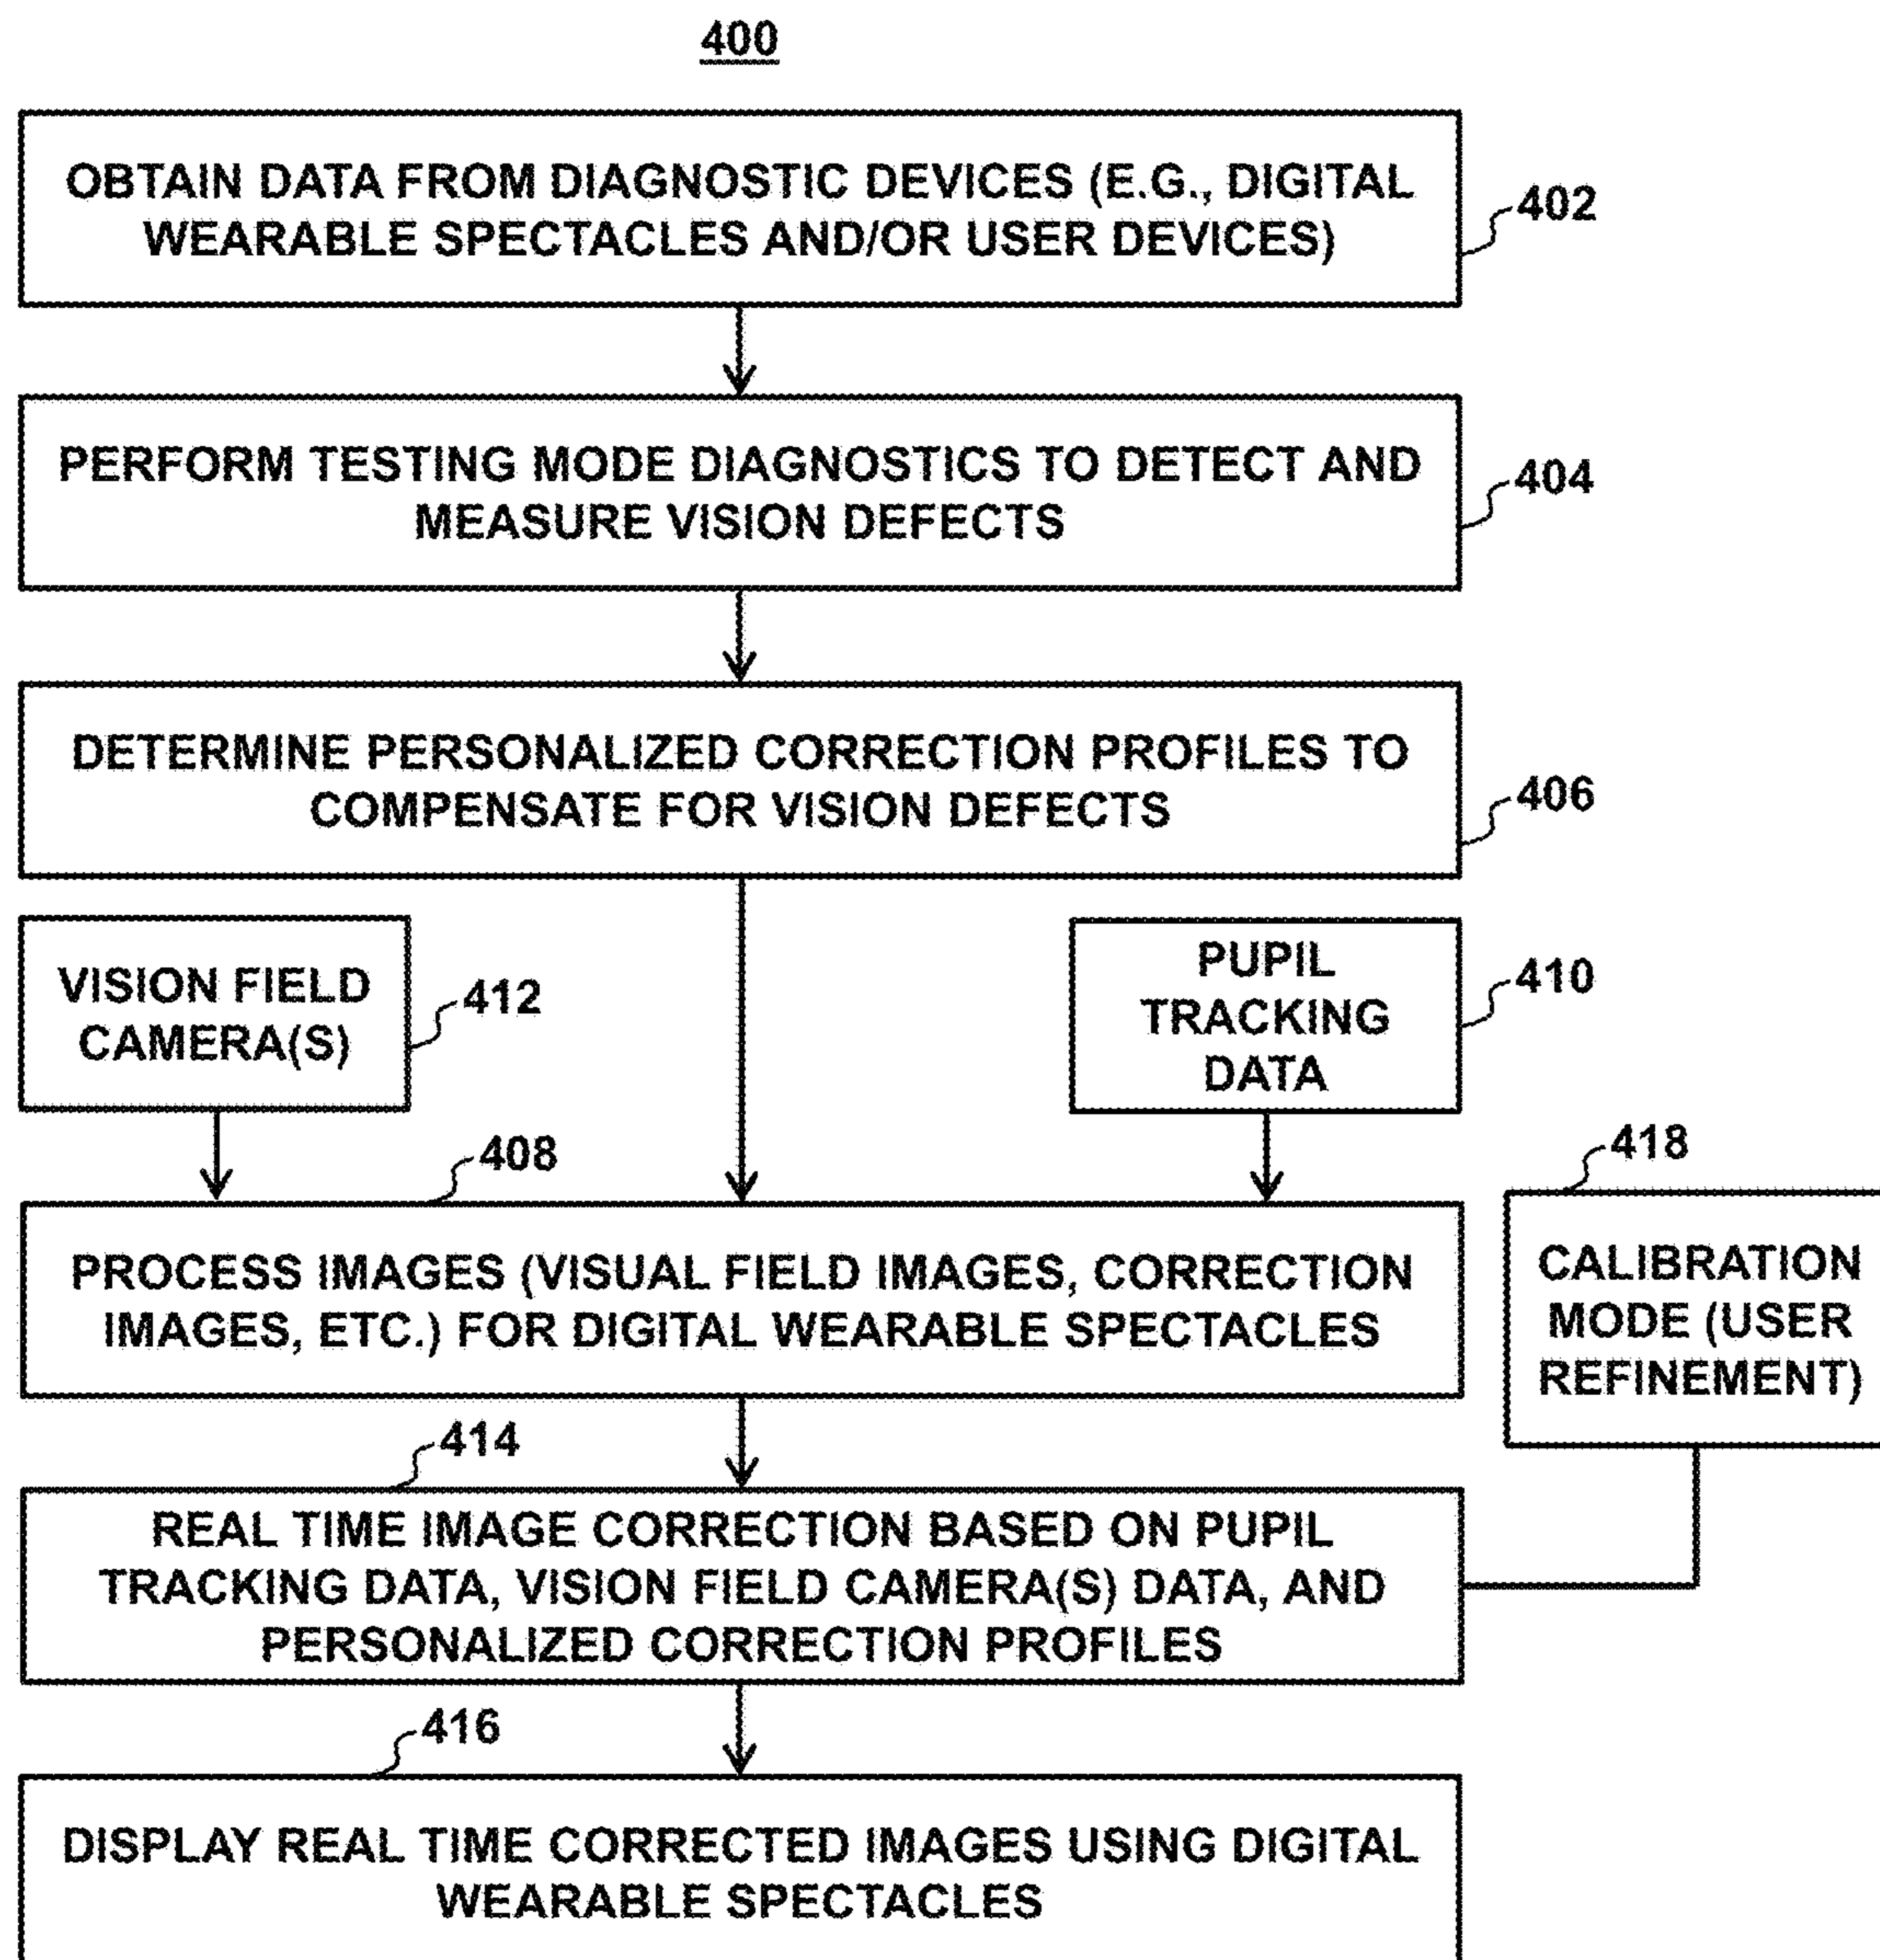 400
OBTAIN DATA FROM DIAGNOSTIC DEVICES (E.G., DIGITAL
WEARABLE SPECTACLES AND/OR USER DEVICES)
402
PERFORM TESTING MODE DIAGNOSTICS TO DETECT AND
MEASURE VISION DEFECTS
404
DETERMINE PERSONALIZED CORRECTION PROFILES TO
COMPENSATE FOR VISION DEFECTS
406
VISION FIELD
CAMERA(S)
412
PUPIL
TRACKING
DATA
410
408
PROCESS IMAGES (VISUAL FIELD IMAGES, CORRECTION
IMAGES, ETC.) FOR DIGITAL WEARABLE SPECTACLES
418
CALIBRATION
MODE (USER
REFINEMENT)
414
REAL TIME IMAGE CORRECTION BASED ON PUPIL
TRACKING DATA, VISION FIELD CAMERA(S) DATA, AND
PERSONALIZED CORRECTION PROFILES
416
DISPLAY REAL TIME CORRECTED IMAGES USING DIGITAL
WEARABLE SPECTACLES